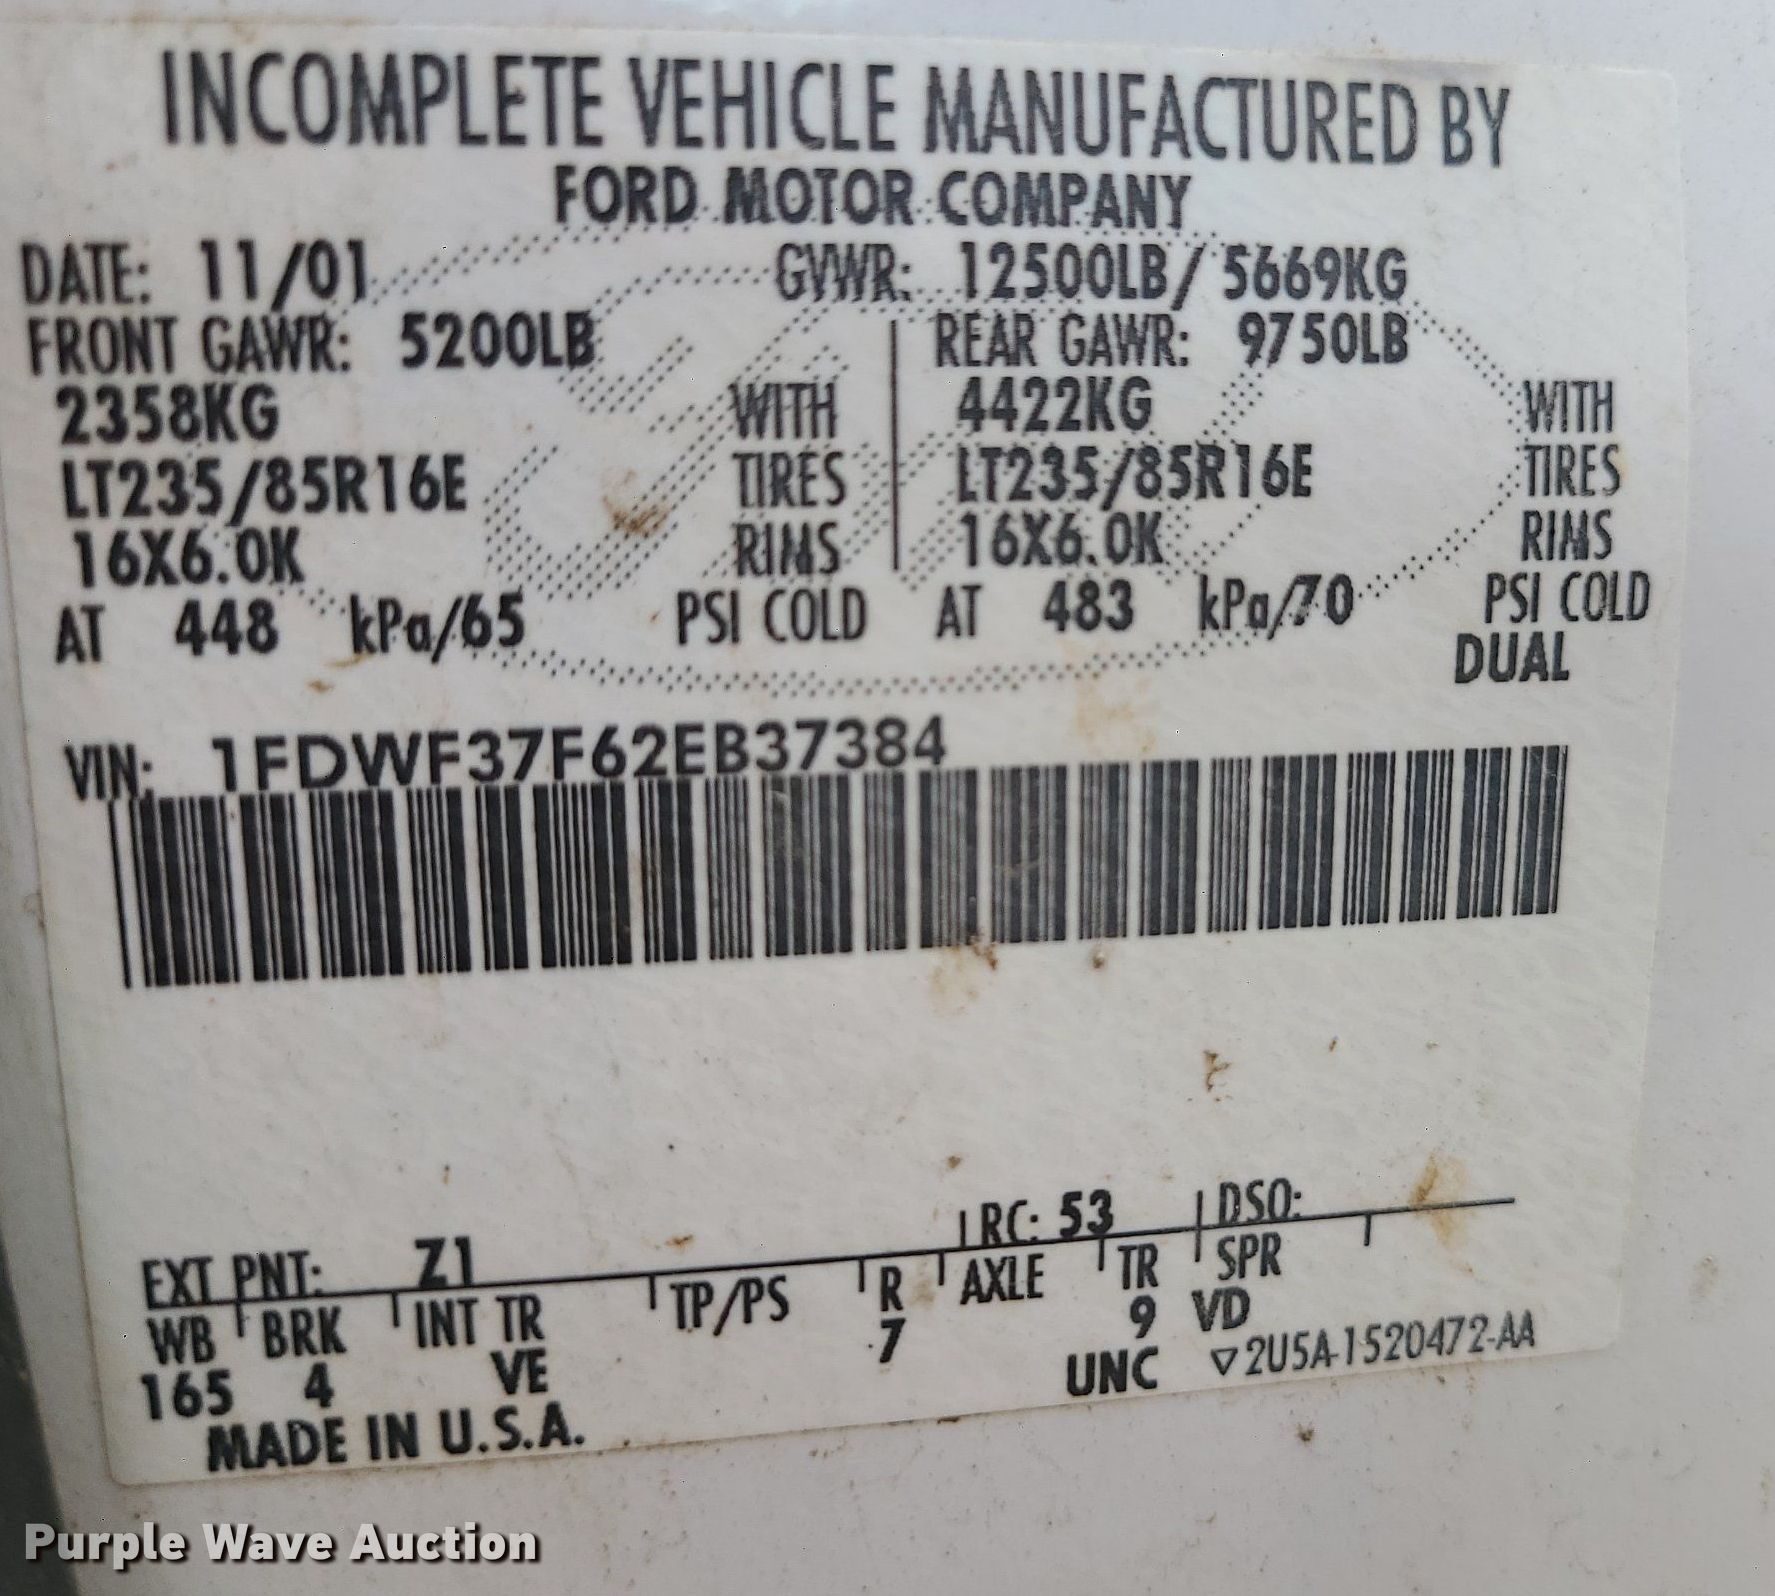 INCOMPLETE VEHICLE MANUFACTURED BY
FORD MOTOR COMPANY
DATE: 11/01 GVWR: 12500LB/ 5669KG
FRONT GAWR: 5200LB REAR GAWR: 9750LB
2358KG WITH 4422KG WITH
LT235/85R16E TIRES LT235/85R16E TIRES
16X6.0K RIMS 16X6.0K RIMS
AT 448 kPa/65 PSI COLD AT 483 kPa/70 PSI COLD
DUAL
VIN: 1FDWF37F62EB37384
EXT PNT: Z1 RC: 53 DSO:
WB BRK INT TR TP/PS R AXLE TR SPR
165 4 VE 7 9 VD
UNC ▽2U5A-1520472-AA
MADE IN U.S.A.
Purple Wave Auction